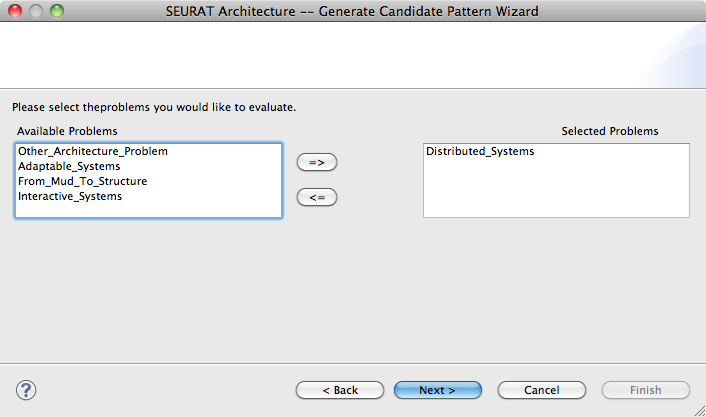 SEURAT Architecture -- Generate Candidate Pattern Wizard
Please select theproblems you would like to evaluate.
Available Problems
Selected Problems
Other_Architecture_Problem
Adaptable_Systems
From_Mud_To_Structure
Interactive_Systems
=>
<=
Distributed_Systems
?
< Back
Next >
Cancel
Finish